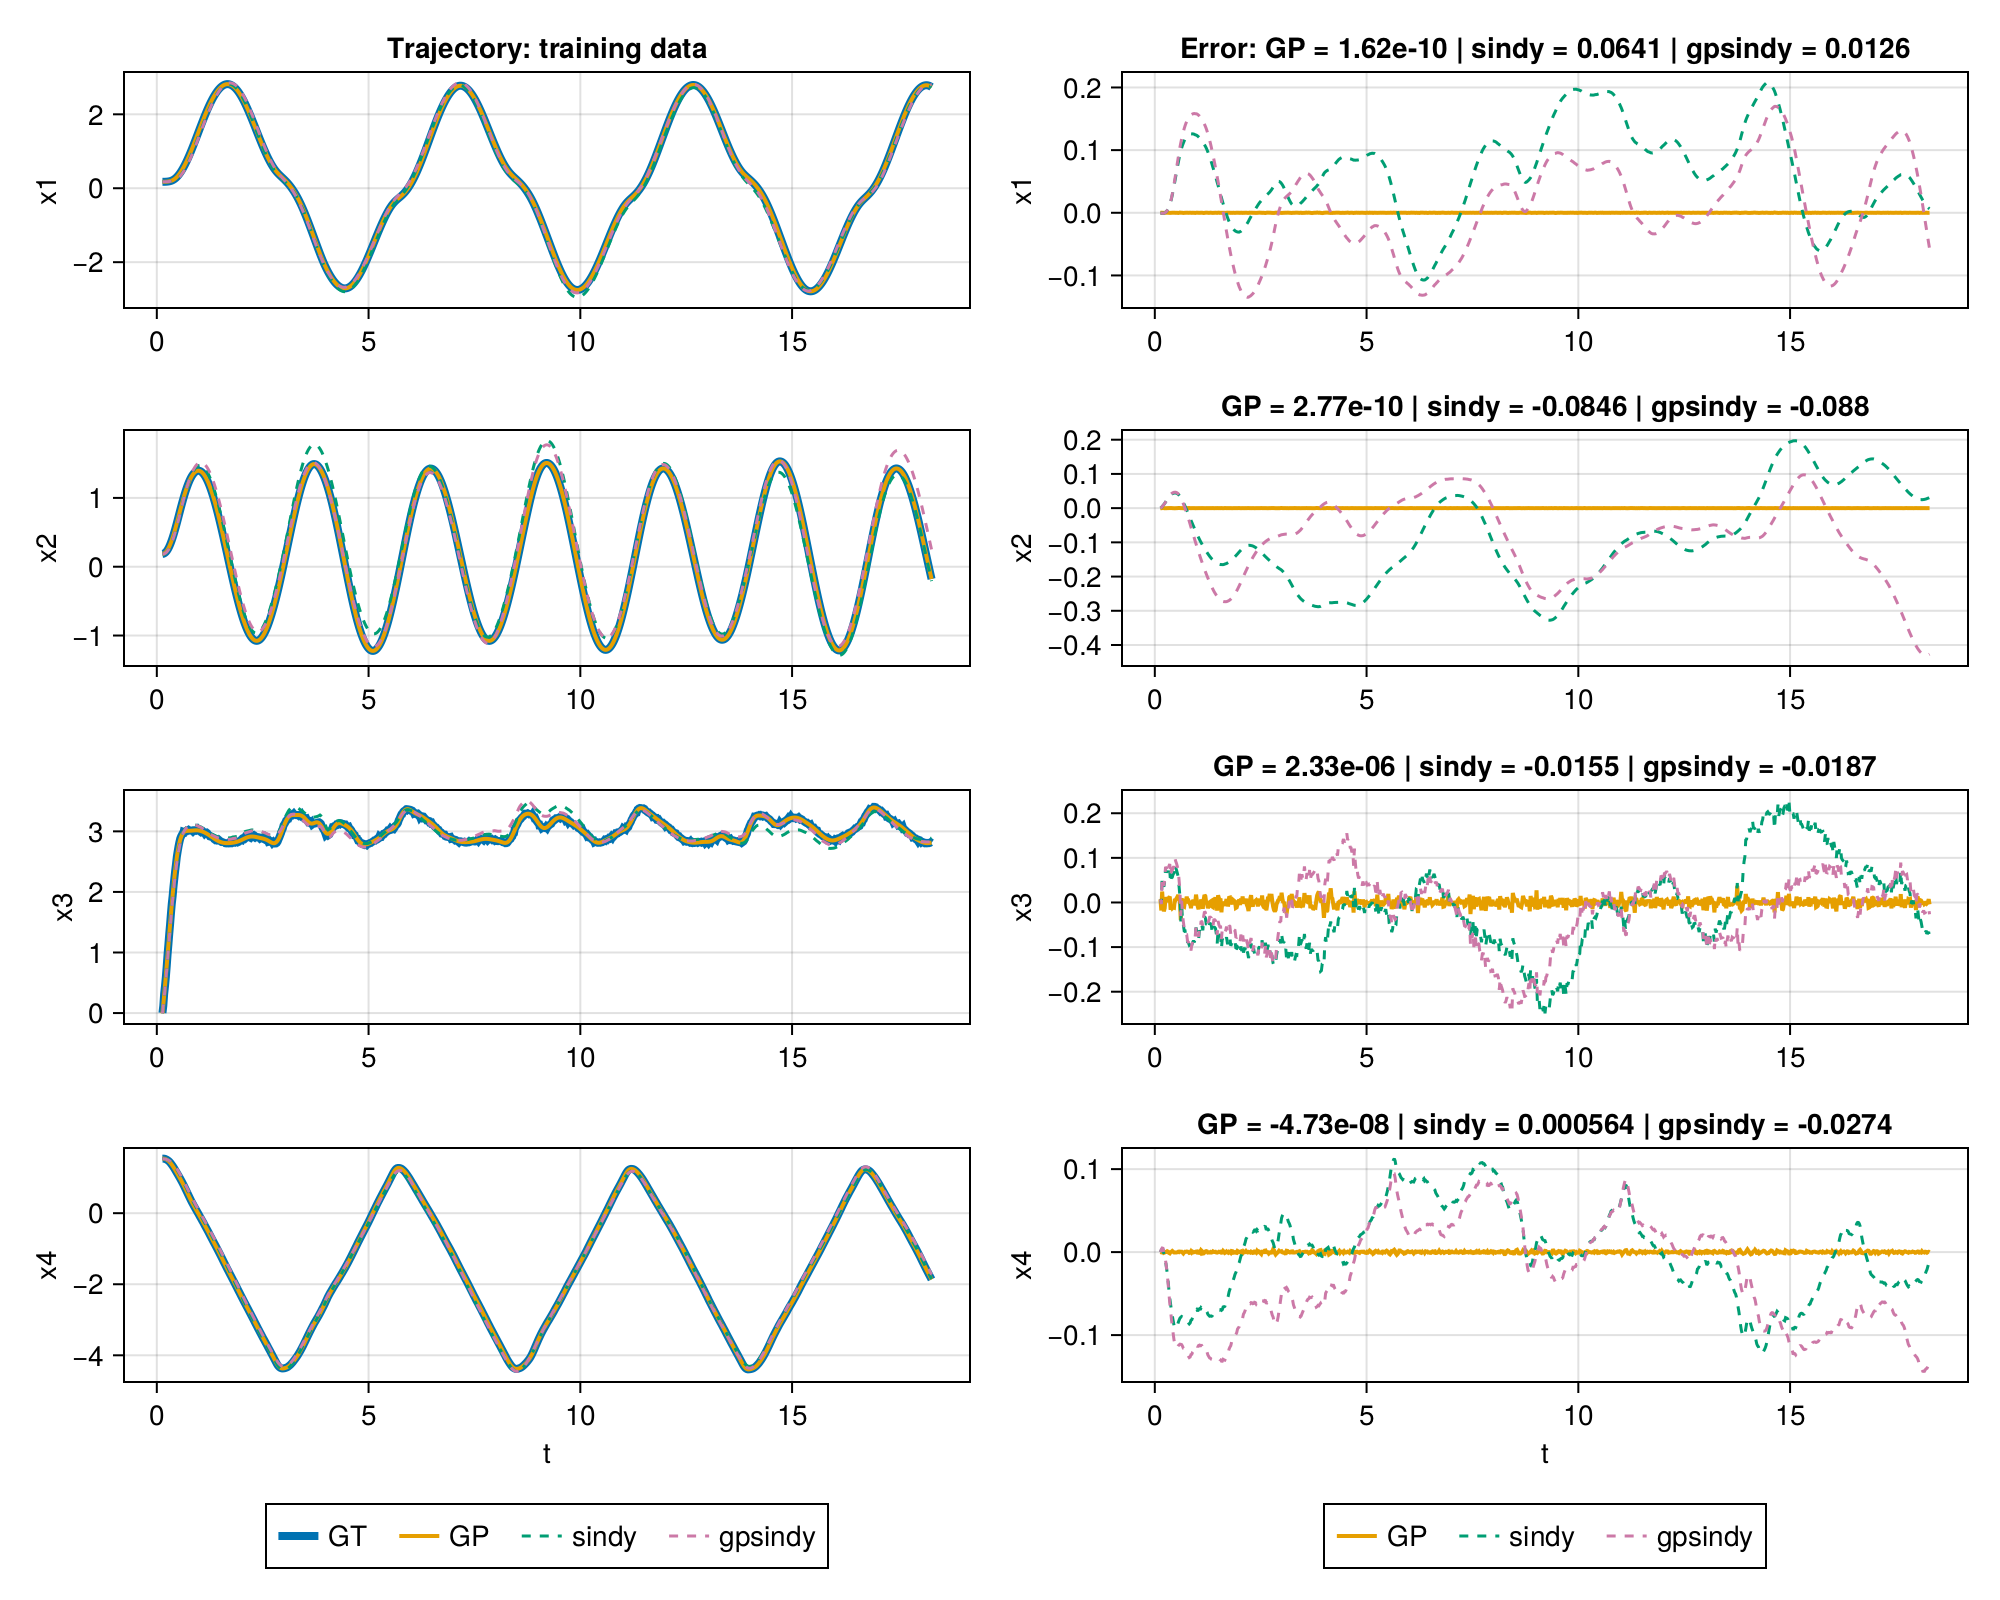 Trajectory: training data
x1
2
0
−2
0 5 10 15
Error: GP = 1.62e-10 | sindy = 0.0641 | gpsindy = 0.0126
x1
0.2
0.1
0.0
−0.1
0 5 10 15
x2
1
0
−1
0 5 10 15
GP = 2.77e-10 | sindy = -0.0846 | gpsindy = -0.088
x2
0.2
0.1
0.0
−0.1
−0.2
−0.3
−0.4
0 5 10 15
x3
3
2
1
0
0 5 10 15
GP = 2.33e-06 | sindy = -0.0155 | gpsindy = -0.0187
x3
0.2
0.1
0.0
−0.1
−0.2
0 5 10 15
x4
0
−2
−4
0 5 10 15
t
GP = -4.73e-08 | sindy = 0.000564 | gpsindy = -0.0274
x4
0.1
0.0
−0.1
0 5 10 15
t
GT GP sindy gpsindy
GP sindy gpsindy